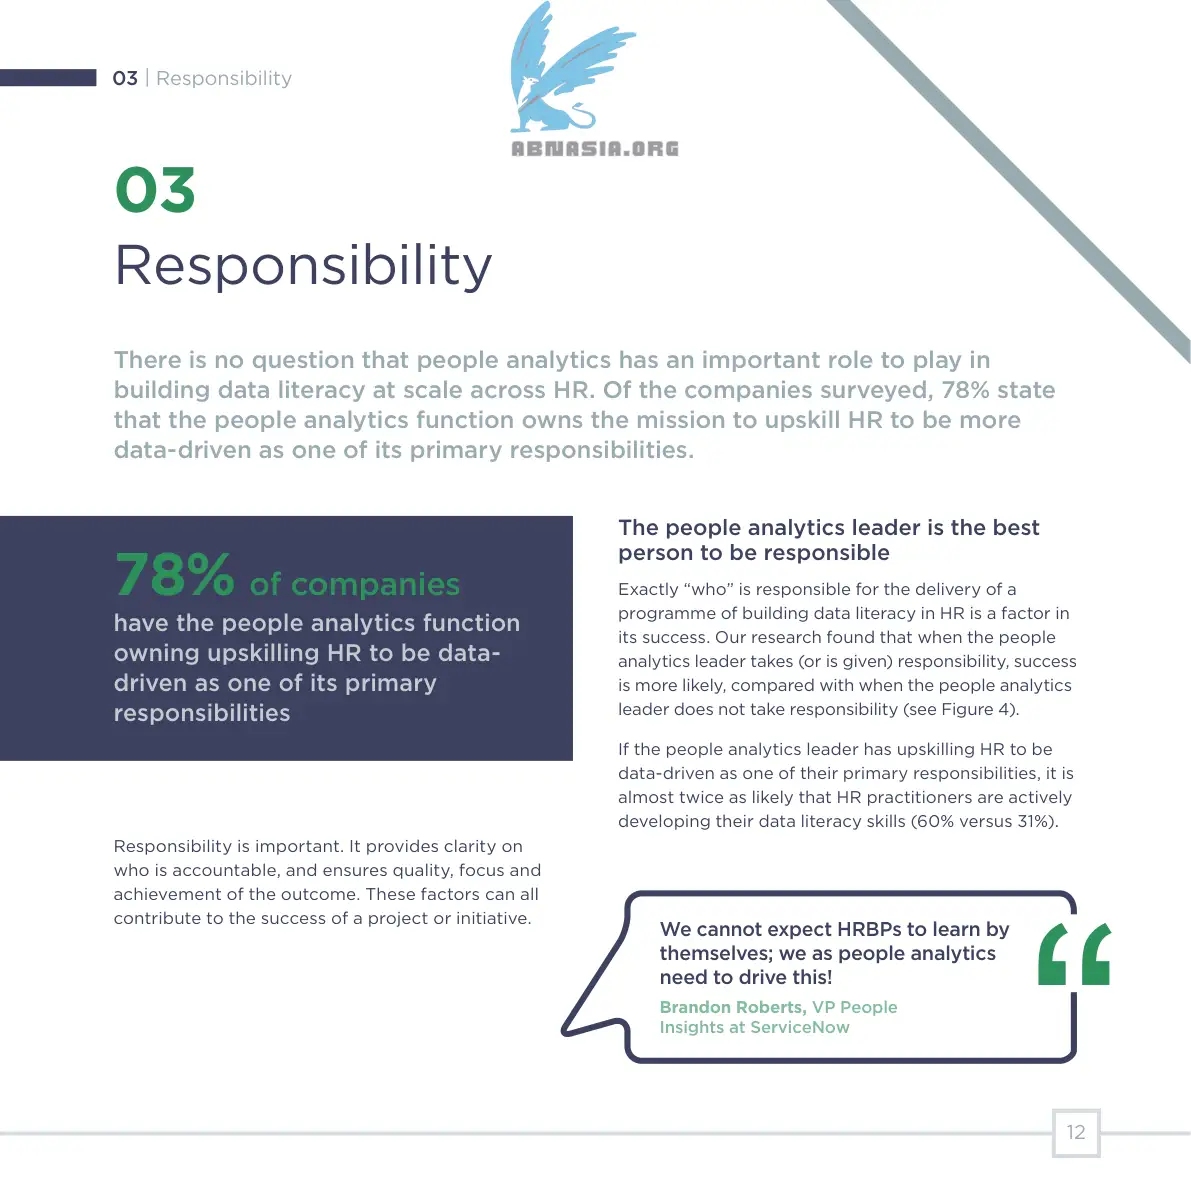 03 | Responsibility
ABNASIA.ORG
03
Responsibility
There is no question that people analytics has an important role to play in
building data literacy at scale across HR. Of the companies surveyed, 78% state
that the people analytics function owns the mission to upskill HR to be more
data-driven as one of its primary responsibilities.
78% of companies
have the people analytics function
owning upskilling HR to be data-
driven as one of its primary
responsibilities
Responsibility is important. It provides clarity on
who is accountable, and ensures quality, focus and
achievement of the outcome. These factors can all
contribute to the success of a project or initiative.
The people analytics leader is the best
person to be responsible
Exactly “who” is responsible for the delivery of a
programme of building data literacy in HR is a factor in
its success. Our research found that when the people
analytics leader takes (or is given) responsibility, success
is more likely, compared with when the people analytics
leader does not take responsibility (see Figure 4).
If the people analytics leader has upskilling HR to be
data-driven as one of their primary responsibilities, it is
almost twice as likely that HR practitioners are actively
developing their data literacy skills (60% versus 31%).
We cannot expect HRBPs to learn by
themselves; we as people analytics
need to drive this!
Brandon Roberts, VP People
Insights at ServiceNow
“
12